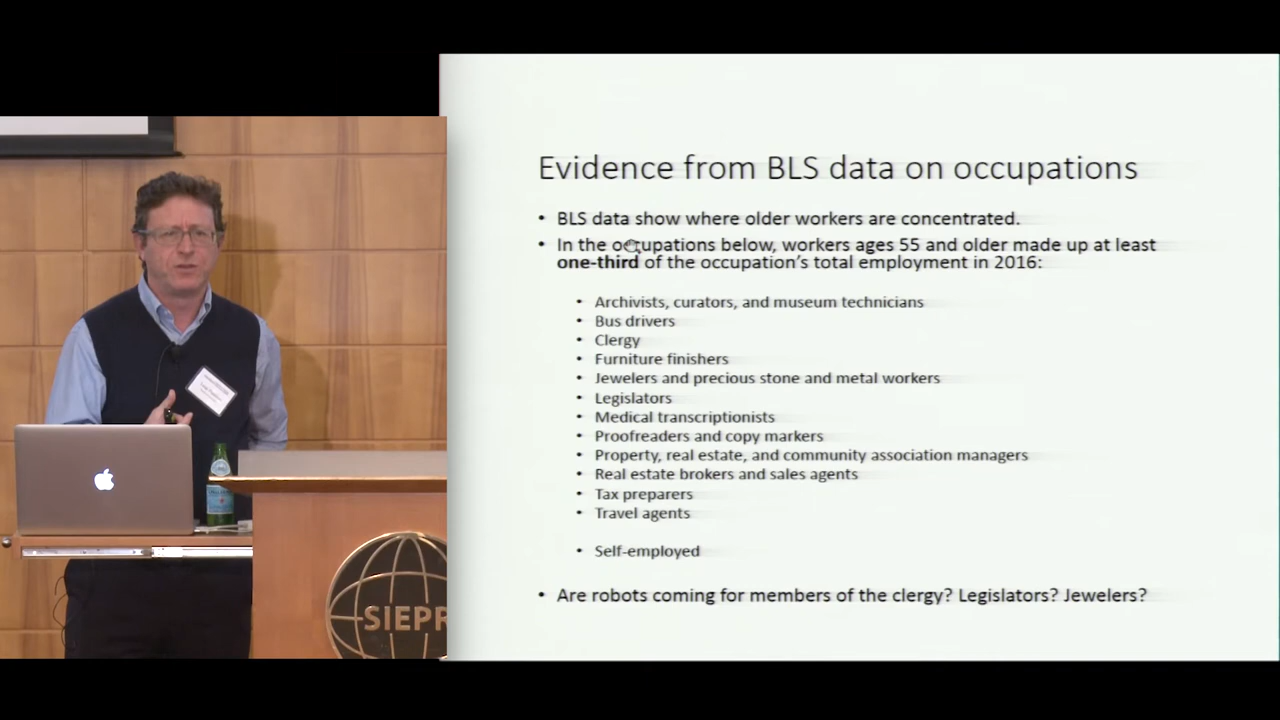 Evidence from BLS data on occupations
• BLS data show where older workers are concentrated.
• In the occupations below, workers ages 55 and older made up at least
one-third of the occupation's total employment in 2016:
• Archivists, curators, and museum technicians
• Bus drivers
• Clergy
• Furniture finishers
• Jewelers and precious stone and metal workers
• Legislators
• Medical transcriptionists
• Proofreaders and copy markers
• Property, real estate, and community association managers
• Real estate brokers and sales agents
• Tax preparers
• Travel agents
• Self-employed
• Are robots coming for members of the clergy? Legislators? Jewelers?
SIEPR